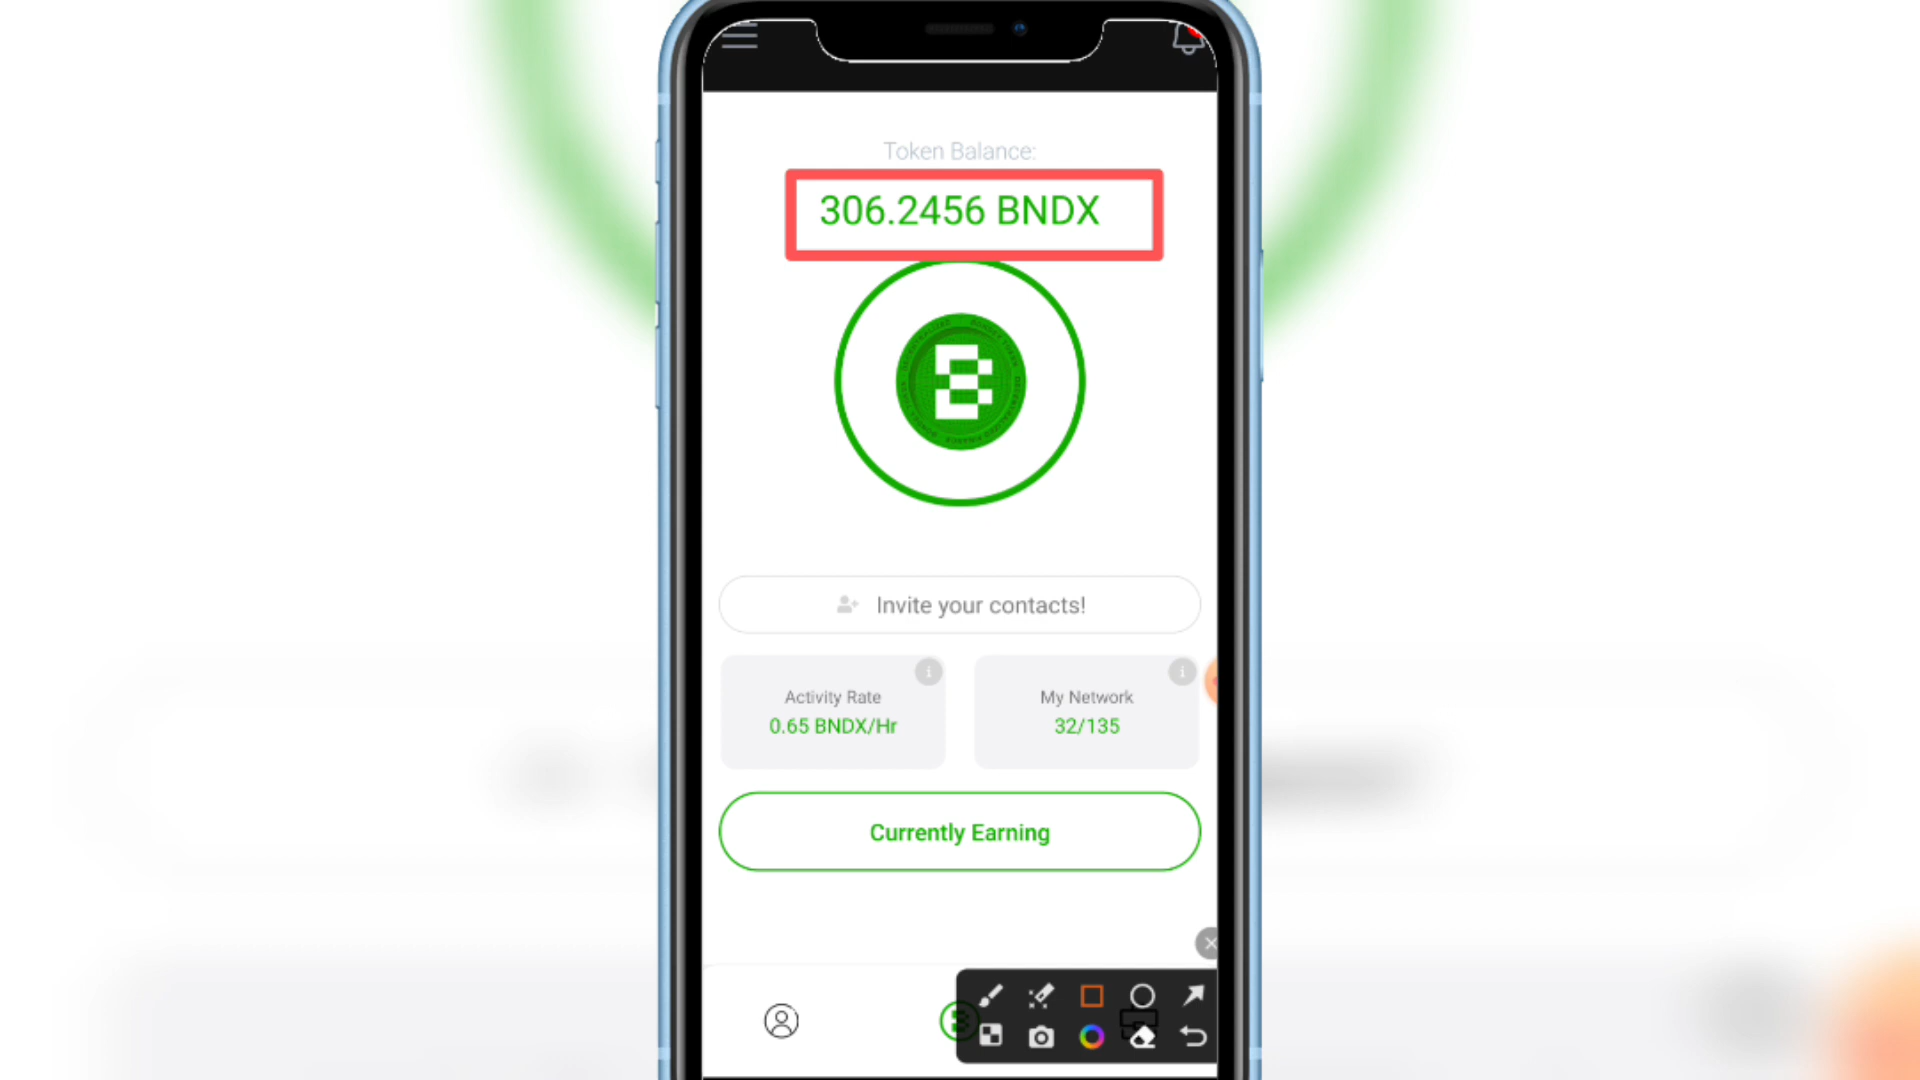 Token Balance:
306.2456 BNDX
Invite your contacts!
Activity Rate
0.65 BNDX/Hr
My Network
32/135
Currently Earning